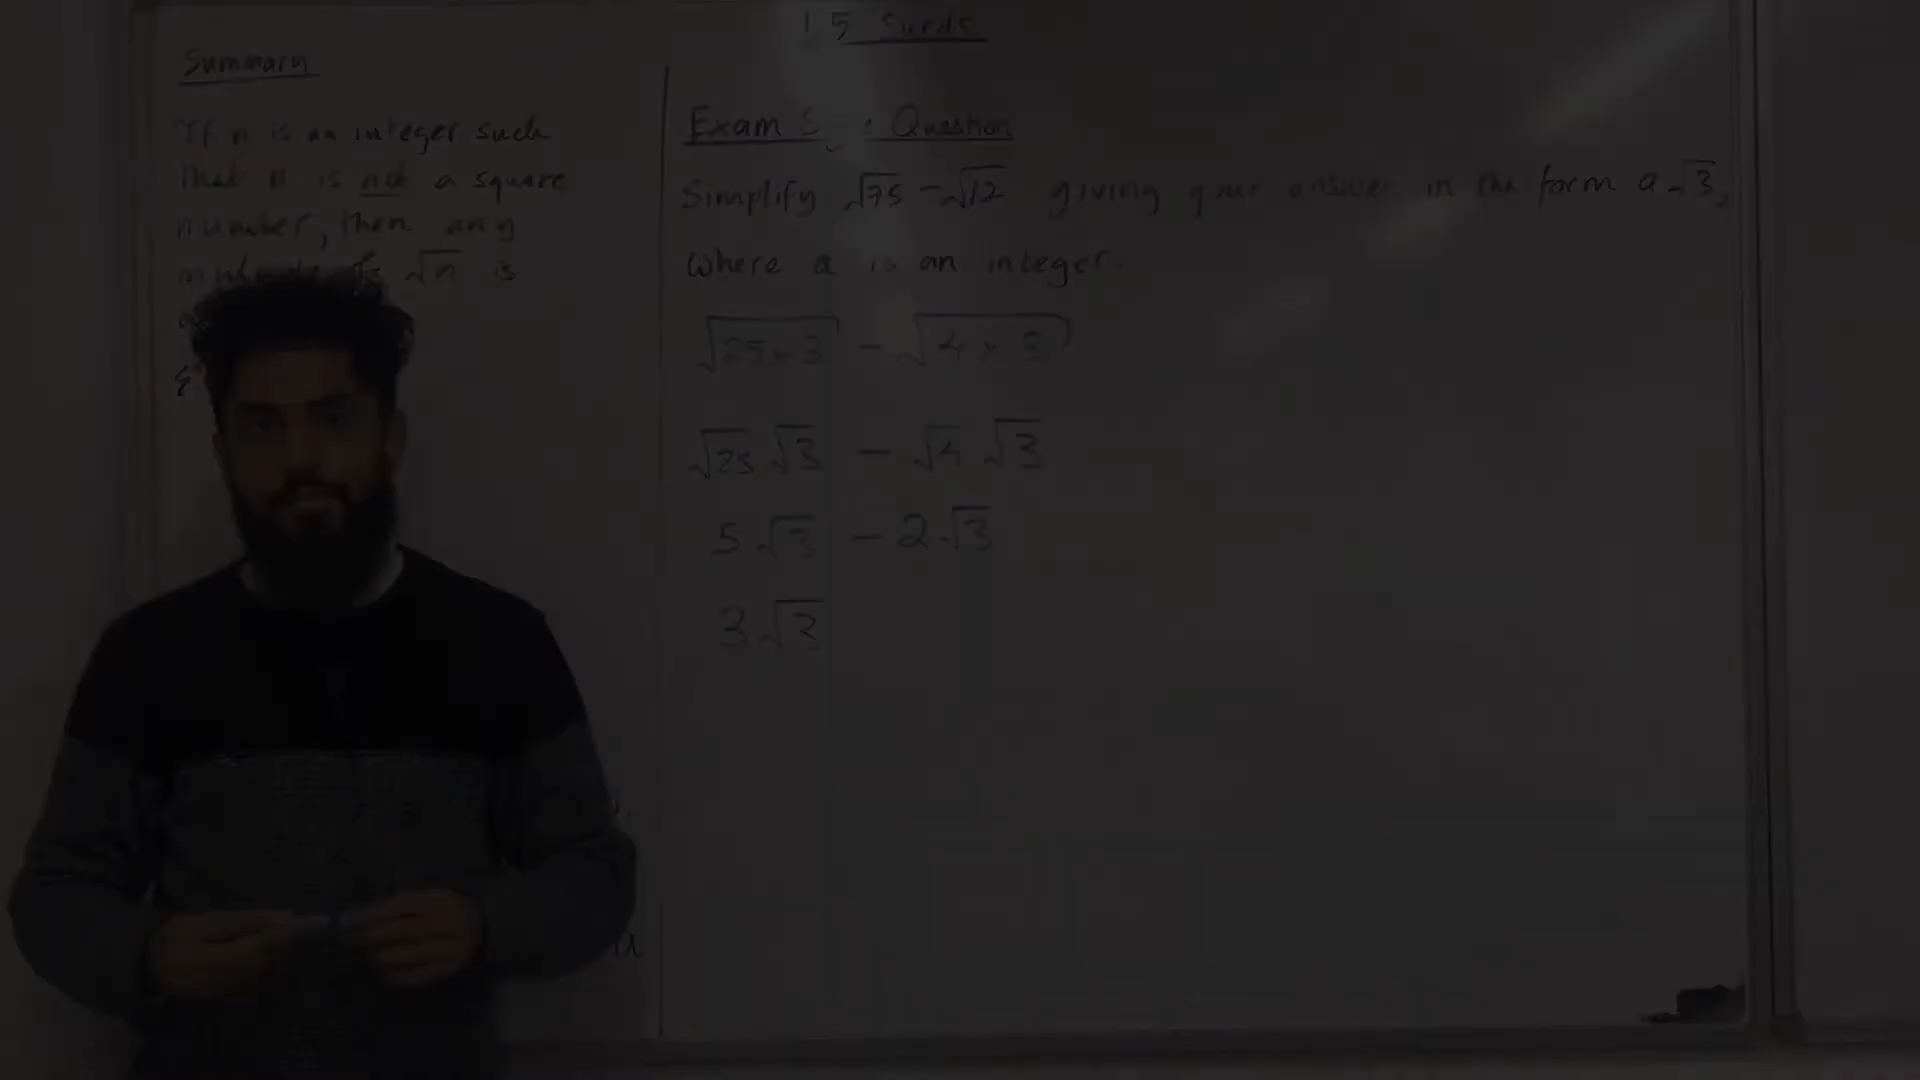 1.5 Surds
Summary
If n is an integer such
that n is not a square
number, then any
√n is
Exam S Question
Simplify √75 - √12 giving your answer in the form a√3,
where a is an integer.
√25 × 3 - √4 × 3
√25 √3 - √4 √3
5√3 - 2√3
3√3